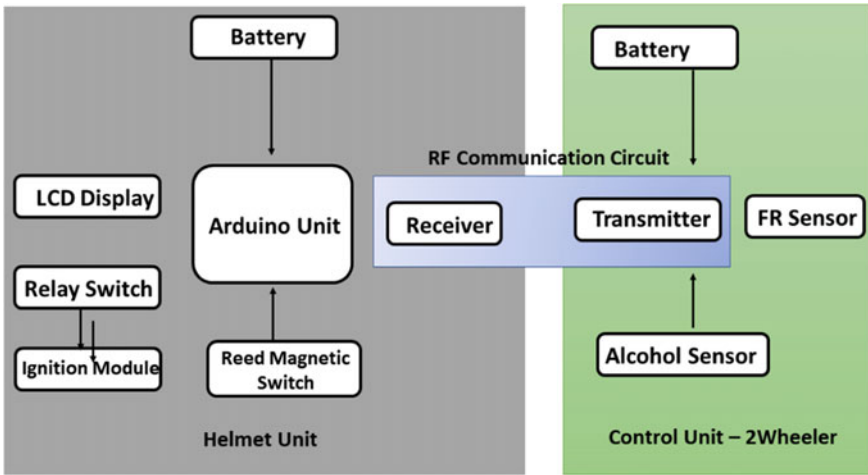 Battery
Battery
RF Communication Circuit
LCD Display
Arduino Unit
Receiver
Transmitter
FR Sensor
Relay Switch
Ignition Module
Reed Magnetic
Switch
Alcohol Sensor
Helmet Unit
Control Unit – 2Wheeler